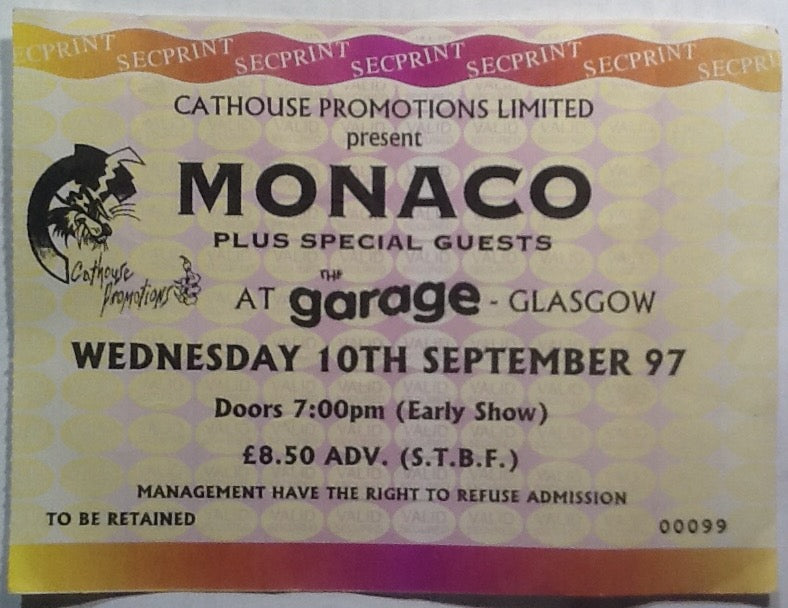 SECPRINT SECPRINT SECPRINT SECPRINT SECPRINT SECPRINT SECPRI
CATHOUSE PROMOTIONS LIMITED
present
MONACO
PLUS SPECIAL GUESTS
Cathouse
Promotions
AT THE garage - GLASGOW
WEDNESDAY 10TH SEPTEMBER 97
Doors 7:00pm (Early Show)
£8.50 ADV. (S.T.B.F.)
MANAGEMENT HAVE THE RIGHT TO REFUSE ADMISSION
TO BE RETAINED
00099